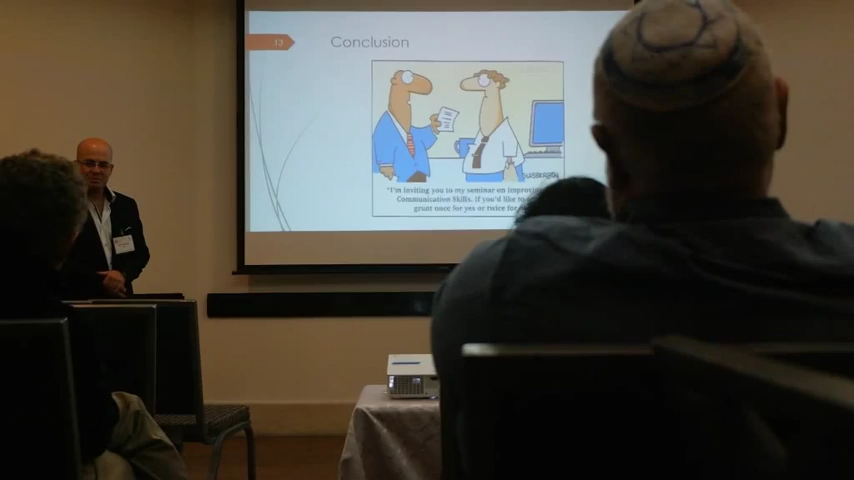 13
Conclusion
"I'm inviting you to my seminar on
Communication Skills. If you'd like to
grunt once for yes or twice for